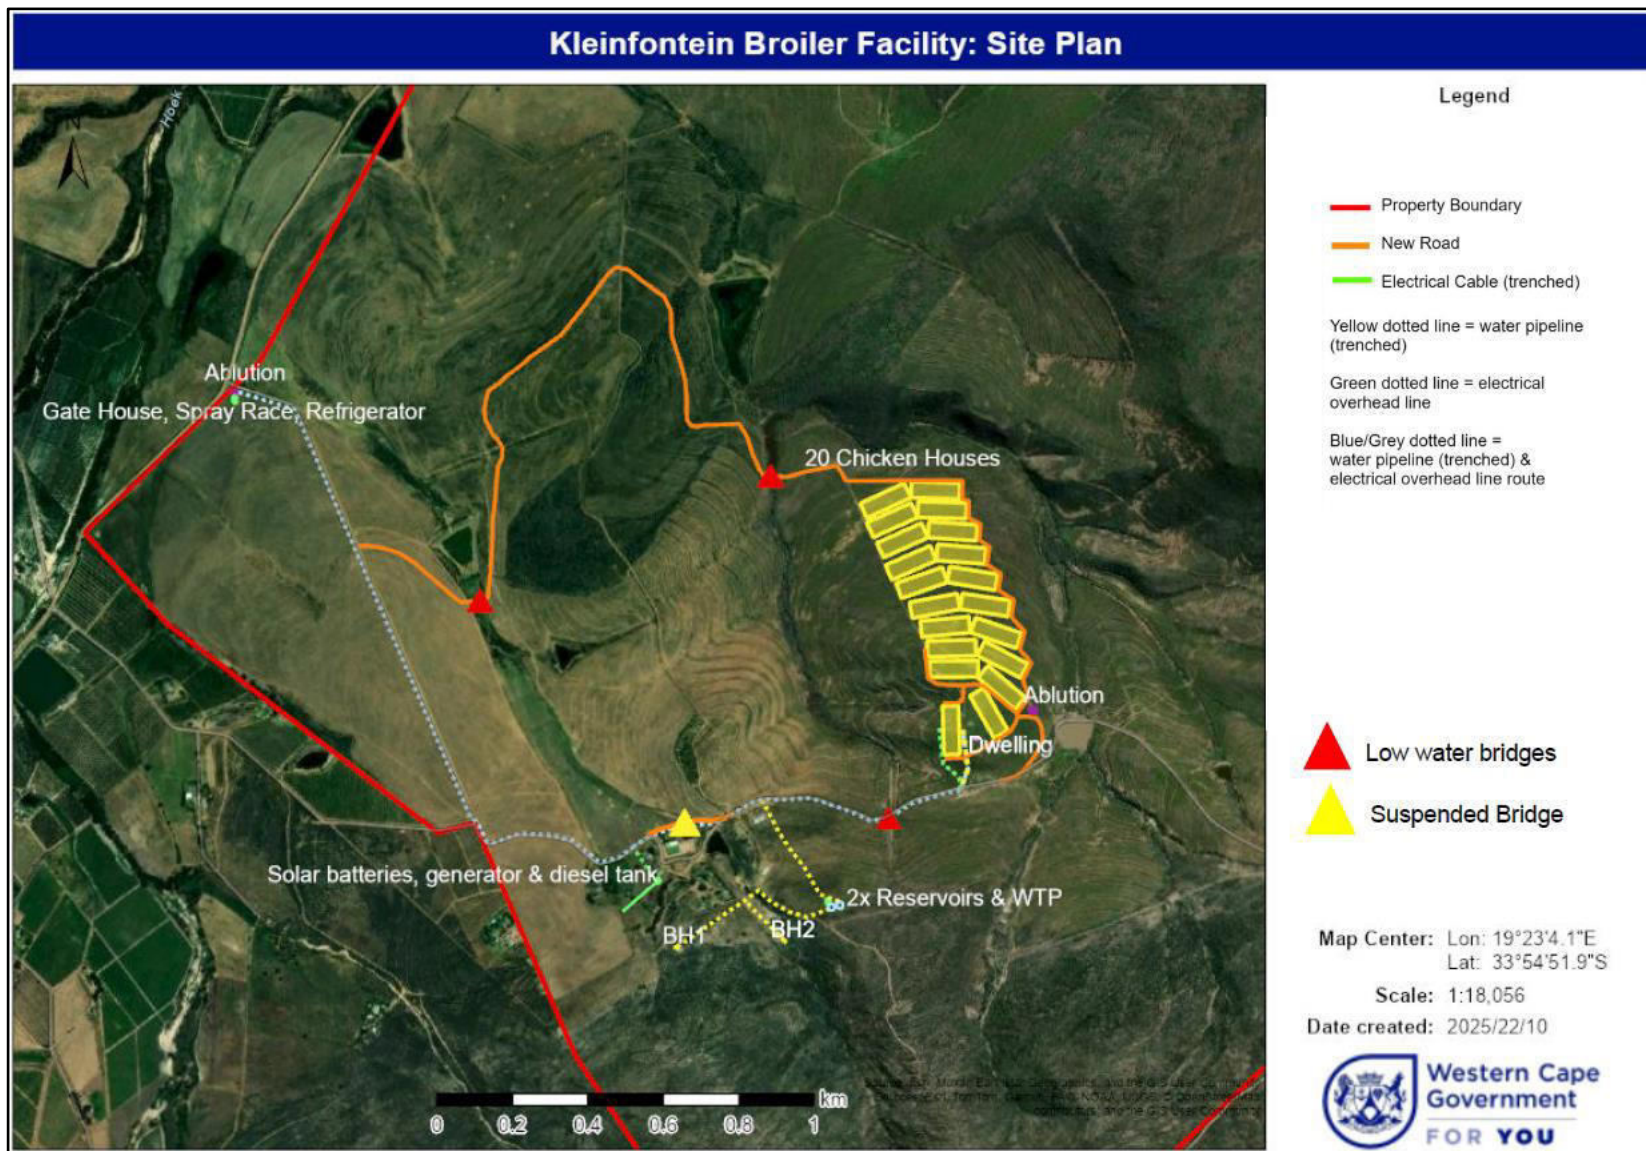 Kleinfontein Broiler Facility: Site Plan
Hoek
N
Ablution
Gate House, Spray Race, Refrigerator
20 Chicken Houses
Ablution
Dwelling
Solar batteries, generator & diesel tank
2x Reservoirs & WTP
BH1
BH2
km
0 0.2 0.4 0.6 0.8 1
Legend
Property Boundary
New Road
Electrical Cable (trenched)
Yellow dotted line = water pipeline
(trenched)
Green dotted line = electrical
overhead line
Blue/Grey dotted line =
water pipeline (trenched) &
electrical overhead line route
Low water bridges
Suspended Bridge
Map Center: Lon: 19°23'4.1"E
Lat: 33°54'51.9"S
Scale: 1:18,056
Date created: 2025/22/10
Western Cape
Government
FOR YOU